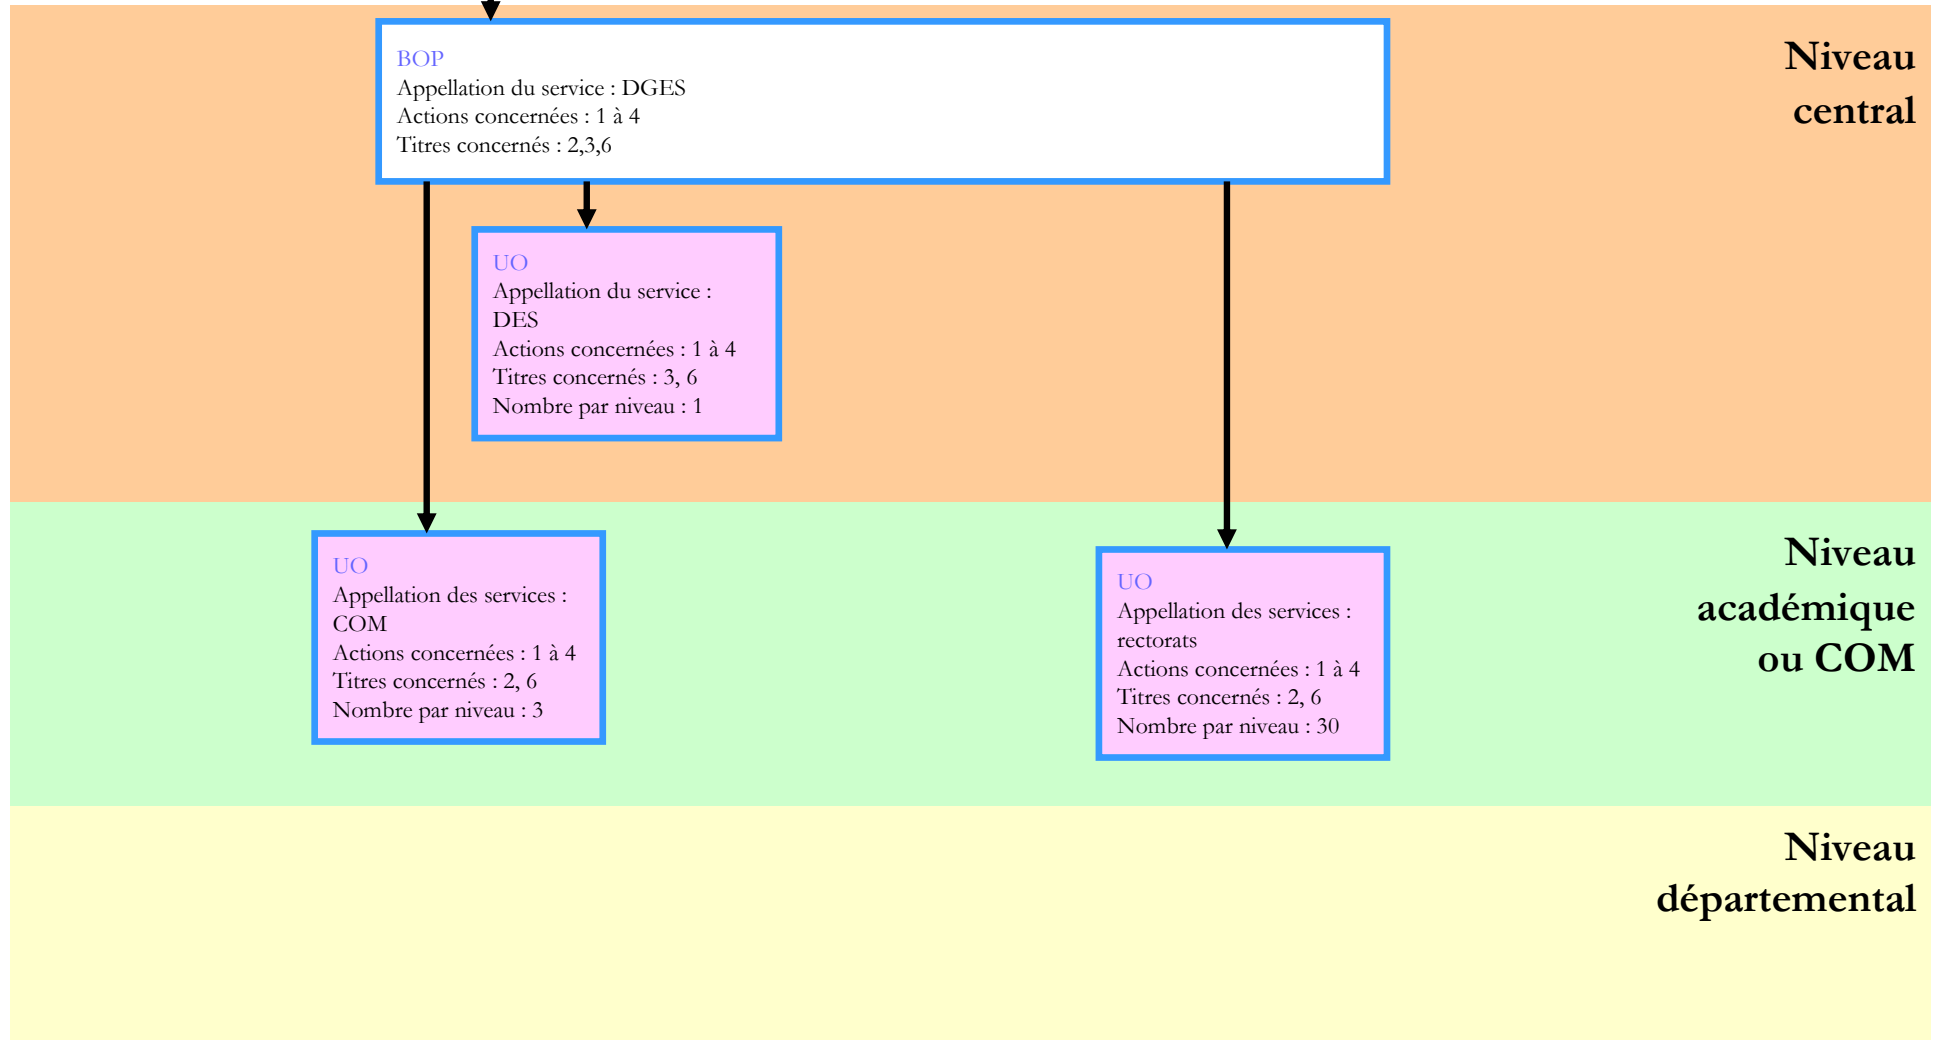 BOP
Appellation du service : DGES
Actions concernées : 1 à 4
Titres concernés : 2,3,6
Niveau
central
UO
Appellation du service :
DES
Actions concernées : 1 à 4
Titres concernés : 3, 6
Nombre par niveau : 1
UO
Appellation des services :
COM
Actions concernées : 1 à 4
Titres concernés : 2, 6
Nombre par niveau : 3
UO
Appellation des services :
rectorats
Actions concernées : 1 à 4
Titres concernés : 2, 6
Nombre par niveau : 30
Niveau
académique
ou COM
Niveau
départemental